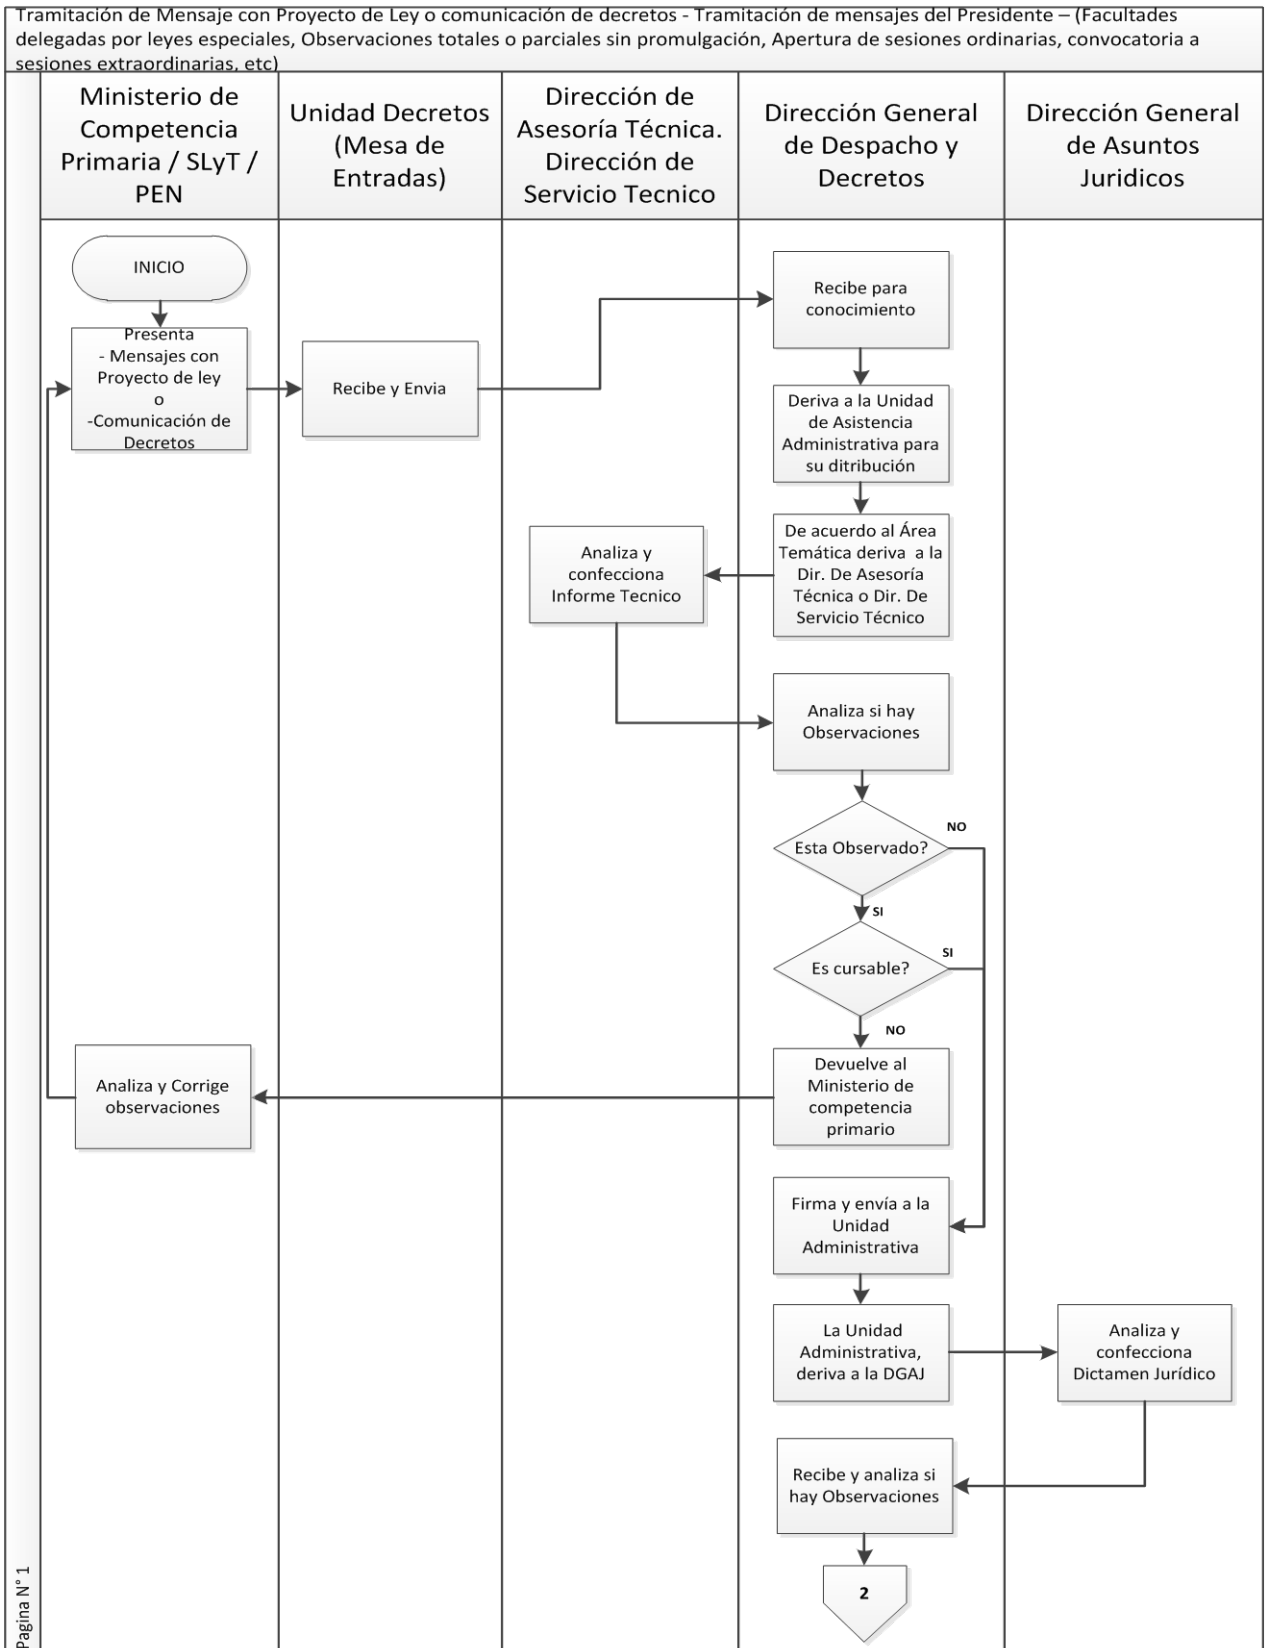 Tramitación de Mensaje con Proyecto de Ley o comunicación de decretos - Tramitación de mensajes del Presidente – (Facultades
delegadas por leyes especiales, Observaciones totales o parciales sin promulgación, Apertura de sesiones ordinarias, convocatoria a
sesiones extraordinarias, etc)
Ministerio de
Competencia
Primaria / SLyT /
PEN
Unidad Decretos
(Mesa de
Entradas)
Dirección de
Asesoría Técnica.
Dirección de
Servicio Tecnico
Dirección General
de Despacho y
Decretos
Dirección General
de Asuntos
Juridicos
INICIO
Presenta
- Mensajes con
Proyecto de ley
o
-Comunicación de
Decretos
Recibe y Envia
Recibe para
conocimiento
Deriva a la Unidad
de Asistencia
Administrativa para
su ditribución
De acuerdo al Área
Temática deriva a la
Dir. De Asesoría
Técnica o Dir. De
Servicio Técnico
Analiza y
confecciona
Informe Tecnico
Analiza si hay
Observaciones
Esta Observado?
NO
SI
Es cursable?
SI
NO
Devuelve al
Ministerio de
competencia
primario
Analiza y Corrige
observaciones
Firma y envía a la
Unidad
Administrativa
La Unidad
Administrativa,
deriva a la DGAJ
Analiza y
confecciona
Dictamen Jurídico
Recibe y analiza si
hay Observaciones
2
Pagina N° 1